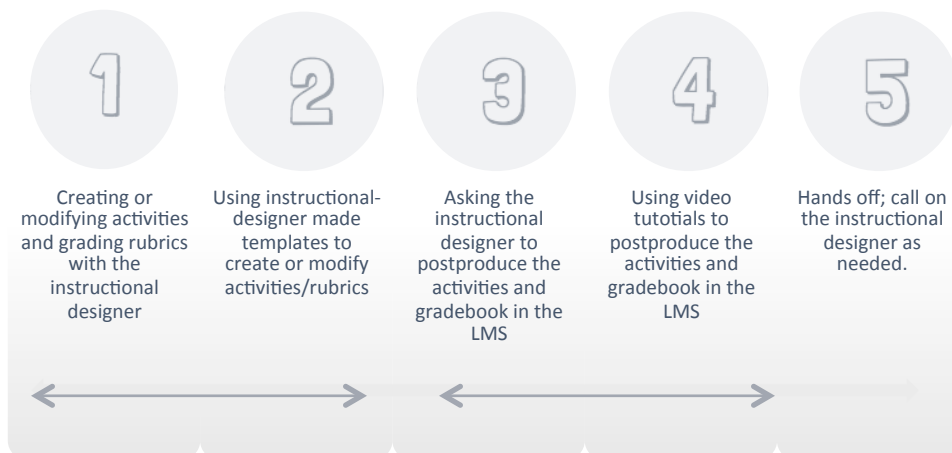 1
Creating or
modifying activities
and grading rubrics
with the
instructional
designer
2
Using instructional-
designer made
templates to
create or modify
activities/rubrics
3
Asking the
instructional
designer to
postproduce the
activities and
gradebook in the
LMS
4
Using video
tutotials to
postproduce the
activities and
gradebook in the
LMS
5
Hands off; call on
the instructional
designer as
needed.